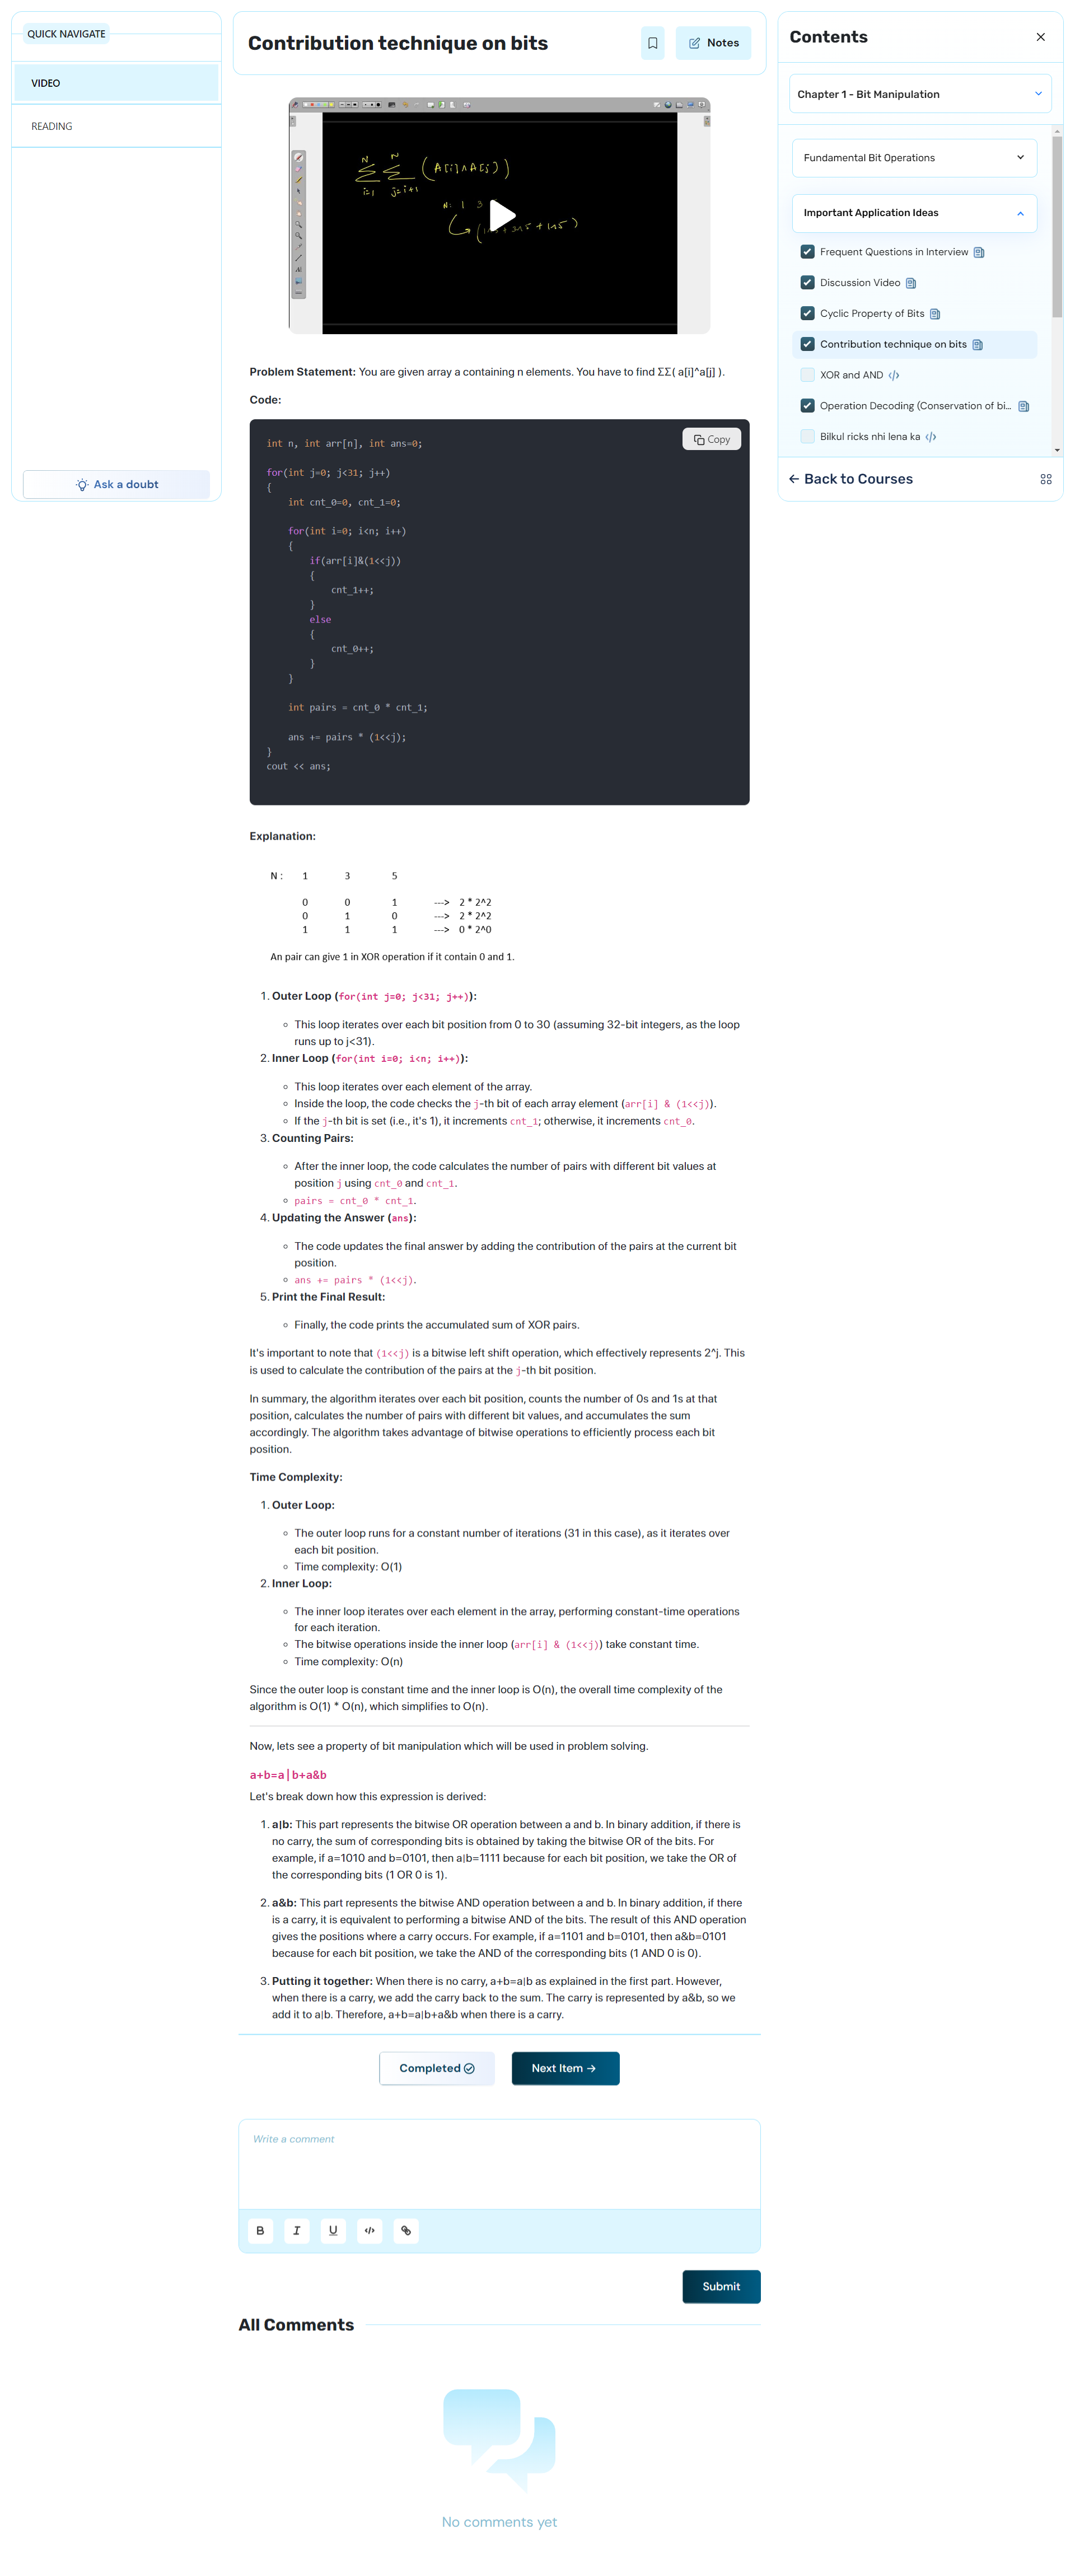 QUICK NAVIGATE
VIDEO
READING
Ask a doubt
Contribution technique on bits
Notes
N N
ΣΣ (A[i]^A[j])
i=1 j=i+1
N: 1 3
Problem Statement: You are given array a containing n elements. You have to find ΣΣ( a[i]^a[j] ).
Code:
Copy
int n, int arr[n], int ans=0;
for(int j=0; j<31; j++)
{
int cnt_0=0, cnt_1=0;
for(int i=0; i<n; i++)
{
if(arr[i]&(1<<j))
{
cnt_1++;
}
else
{
cnt_0++;
}
}
int pairs = cnt_0 * cnt_1;
ans += pairs * (1<<j);
}
cout << ans;
Explanation:
N : 1 3 5
0 0 1 ---> 2 * 2^2
0 1 0 ---> 2 * 2^2
1 1 1 ---> 0 * 2^0
An pair can give 1 in XOR operation if it contain 0 and 1.
1. Outer Loop (for(int j=0; j<31; j++)):
◦ This loop iterates over each bit position from 0 to 30 (assuming 32-bit integers, as the loop
runs up to j<31).
2. Inner Loop (for(int i=0; i<n; i++)):
◦ This loop iterates over each element of the array.
◦ Inside the loop, the code checks the j-th bit of each array element (arr[i] & (1<<j)).
◦ If the j-th bit is set (i.e., it's 1), it increments cnt_1; otherwise, it increments cnt_0.
3. Counting Pairs:
◦ After the inner loop, the code calculates the number of pairs with different bit values at
position j using cnt_0 and cnt_1.
◦ pairs = cnt_0 * cnt_1.
4. Updating the Answer (ans):
◦ The code updates the final answer by adding the contribution of the pairs at the current bit
position.
◦ ans += pairs * (1<<j).
5. Print the Final Result:
◦ Finally, the code prints the accumulated sum of XOR pairs.
It's important to note that (1<<j) is a bitwise left shift operation, which effectively represents 2^j. This
is used to calculate the contribution of the pairs at the j-th bit position.
In summary, the algorithm iterates over each bit position, counts the number of 0s and 1s at that
position, calculates the number of pairs with different bit values, and accumulates the sum
accordingly. The algorithm takes advantage of bitwise operations to efficiently process each bit
position.
Time Complexity:
1. Outer Loop:
◦ The outer loop runs for a constant number of iterations (31 in this case), as it iterates over
each bit position.
◦ Time complexity: O(1)
2. Inner Loop:
◦ The inner loop iterates over each element in the array, performing constant-time operations
for each iteration.
◦ The bitwise operations inside the inner loop (arr[i] & (1<<j)) take constant time.
◦ Time complexity: O(n)
Since the outer loop is constant time and the inner loop is O(n), the overall time complexity of the
algorithm is O(1) * O(n), which simplifies to O(n).
Now, lets see a property of bit manipulation which will be used in problem solving.
a+b=a|b+a&b
Let's break down how this expression is derived:
1. a|b: This part represents the bitwise OR operation between a and b. In binary addition, if there is
no carry, the sum of corresponding bits is obtained by taking the bitwise OR of the bits. For
example, if a=1010 and b=0101, then a|b=1111 because for each bit position, we take the OR of
the corresponding bits (1 OR 0 is 1).
2. a&b: This part represents the bitwise AND operation between a and b. In binary addition, if there
is a carry, it is equivalent to performing a bitwise AND of the bits. The result of this AND operation
gives the positions where a carry occurs. For example, if a=1101 and b=0101, then a&b=0101
because for each bit position, we take the AND of the corresponding bits (1 AND 0 is 0).
3. Putting it together: When there is no carry, a+b=a|b as explained in the first part. However,
when there is a carry, we add the carry back to the sum. The carry is represented by a&b, so we
add it to a|b. Therefore, a+b=a|b+a&b when there is a carry.
Completed
Next Item →
Write a comment
B I U </>
Submit
All Comments
No comments yet
Contents
Chapter 1 - Bit Manipulation
Fundamental Bit Operations
Important Application Ideas
Frequent Questions in Interview
Discussion Video
Cyclic Property of Bits
Contribution technique on bits
XOR and AND </>
Operation Decoding (Conservation of bi...
Bilkul ricks nhi lena ka </>
← Back to Courses